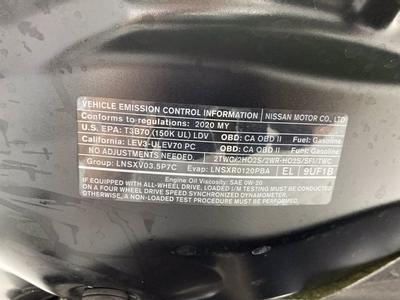 VEHICLE EMISSION CONTROL INFORMATION NISSAN MOTOR CO., LTD
Conforms to regulations: 2020 MY
U.S. EPA: T3B70 (150K UL) LDV OBD: CA OBD II Fuel: Gasoline
California: LEV3-ULEV70 PC OBD: CA OBD II Fuel: Gasoline
NO ADJUSTMENTS NEEDED. 2TWC/2HO2S/2WR-HO2S/SFI/TWC
Group: LNSXV03.5P7C Evap: LNSXR0120PBA EL 9UF1B
Engine Oil Viscosity: SAE 0W-20
IF EQUIPPED WITH ALL-WHEEL DRIVE, LOADED I/M TESTING MUST BE CONDUCTED
ON A FOUR WHEEL DRIVE SPEED SYNCHRONIZED DYNAMOMETER,
OTHERWISE, A NON-LOADED TEST PROCEDURE MUST BE PERFORMED.